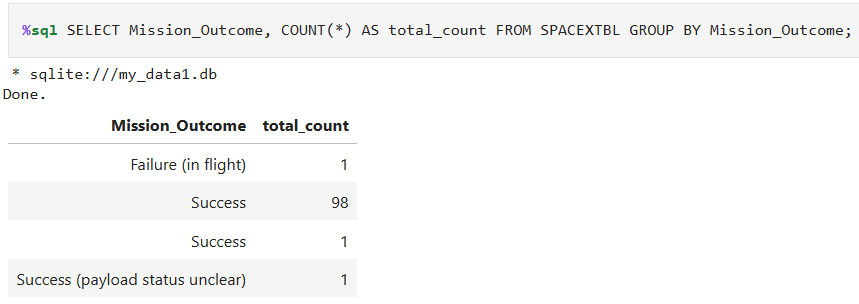 %sql SELECT Mission_Outcome, COUNT(*) AS total_count FROM SPACEXTBL GROUP BY Mission_Outcome;
* sqlite:///my_data1.db
Done.
Mission_Outcome total_count
Failure (in flight) 1
Success 98
Success 1
Success (payload status unclear) 1